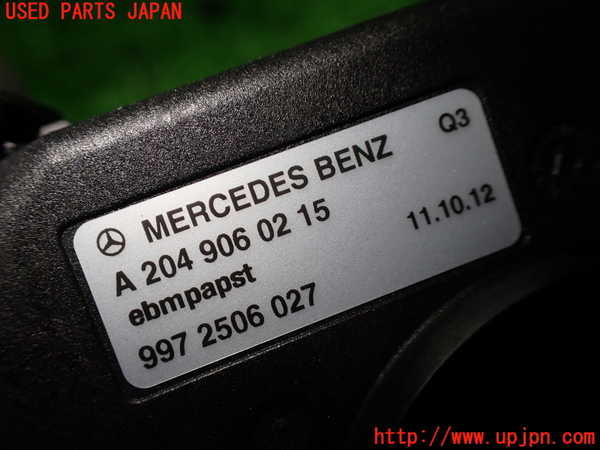 USED PARTS JAPAN
MERCEDES BENZ Q3
A 204 906 02 15 11.10.12
ebmpapst
997 2506 027
http://www.upjpn.com/